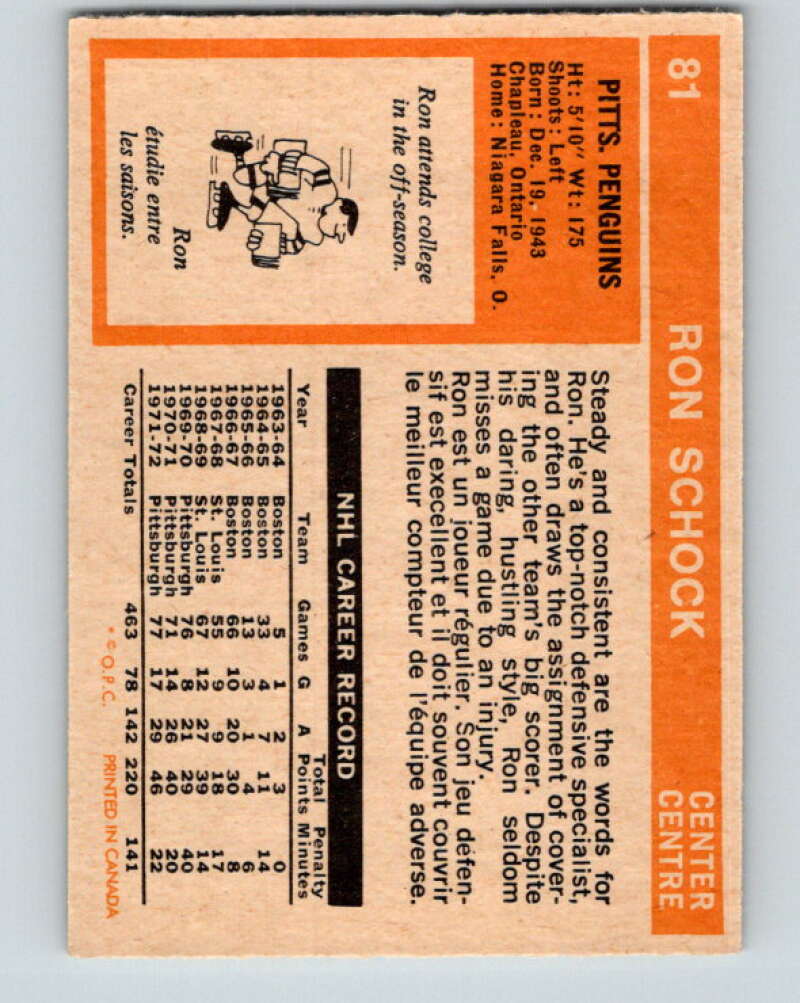 81 RON SCHOCK CENTER
CENTRE
PITTS. PENGUINS
Ht: 5'10" Wt: 175
Shoots: Left
Born: Dec. 19, 1943
Chapleau, Ontario
Home: Niagara Falls, O.
Ron attends college
in the off-season.
Ron
étudie entre
les saisons.
Steady and consistent are the words for
Ron. He's a top-notch defensive specialist,
and often draws the assignment of cover-
ing the other team's big scorer. Despite
his daring, hustling style, Ron seldom
misses a game due to an injury.
Ron est un joueur régulier. Son jeu défen-
sif est execellent et il doit souvent couvrir
le meilleur compteur de l'équipe adverse.
NHL CAREER RECORD
Total Penalty
Year Team Games G A Points Minutes
1963-64 Boston 5 1 2 3 0
1964-65 Boston 33 4 7 11 14
1965-66 Boston 13 3 1 4 6
1966-67 Boston 66 10 20 30 8
1967-68 St. Louis 55 9 9 18 17
1968-69 St. Louis 67 12 27 39 14
1969-70 Pittsburgh 76 8 21 29 40
1970-71 Pittsburgh 71 14 26 40 20
1971-72 Pittsburgh 77 17 29 46 22
Career Totals 463 78 142 220 141
* © O.P.C. PRINTED IN CANADA